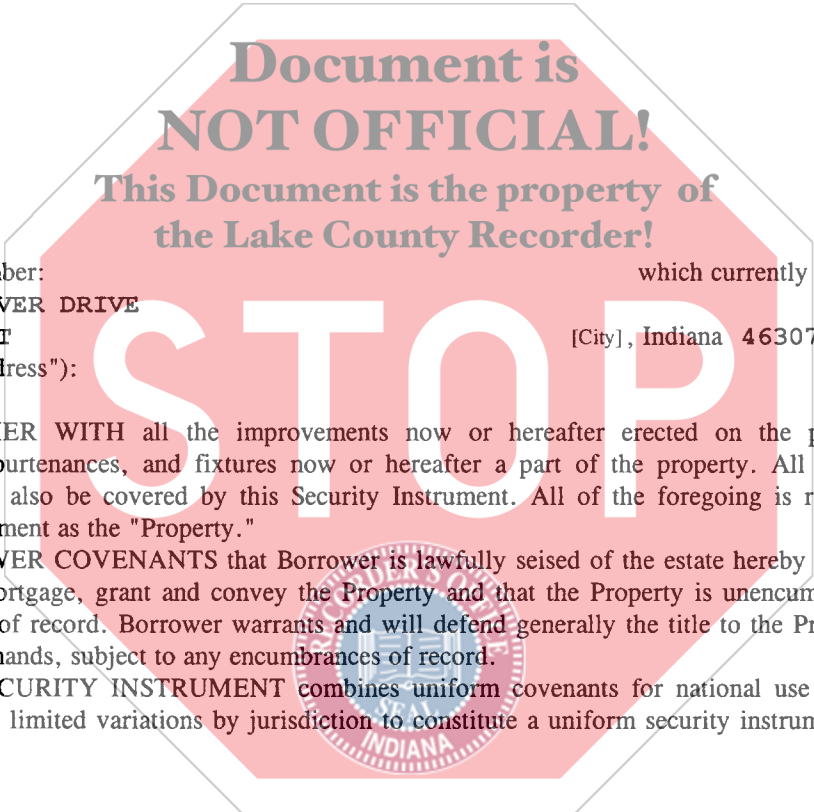 Document is
NOT OFFICIAL!
This Document is the property of
the Lake County Recorder!
ber: which currently
VER DRIVE
T [City], Indiana 46307
dress"):
STOP
ER WITH all the improvements now or hereafter erected on the p
purtenances, and fixtures now or hereafter a part of the property. All
also be covered by this Security Instrument. All of the foregoing is r
ment as the "Property."
VER COVENANTS that Borrower is lawfully seised of the estate hereby
ortgage, grant and convey the Property and that the Property is unencum
of record. Borrower warrants and will defend generally the title to the Pr
ands, subject to any encumbrances of record.
CURITY INSTRUMENT combines uniform covenants for national use
limited variations by jurisdiction to constitute a uniform security instrum
RECORDER'S OFFICE
SEAL
INDIANA